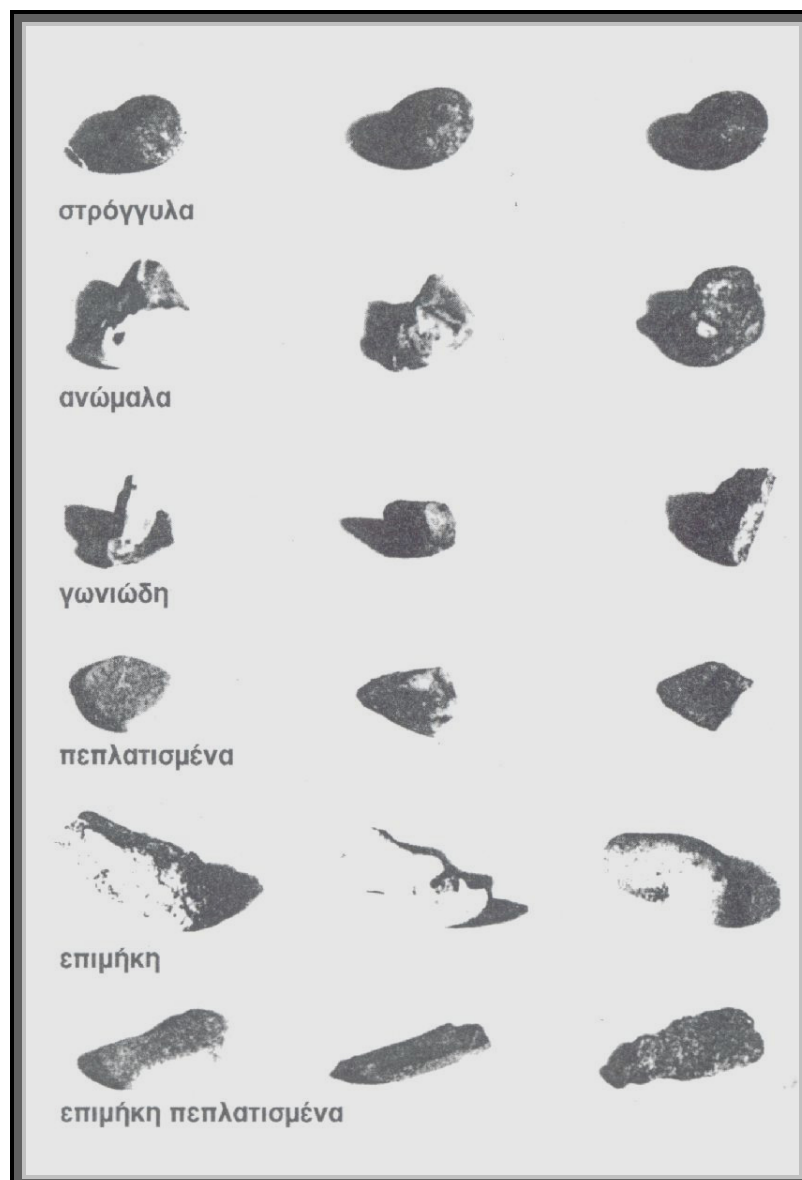 στρόγγυλα
ανώμαλα
γωνιώδη
πεπλατισμένα
επιμήκη
επιμήκη πεπλατισμένα